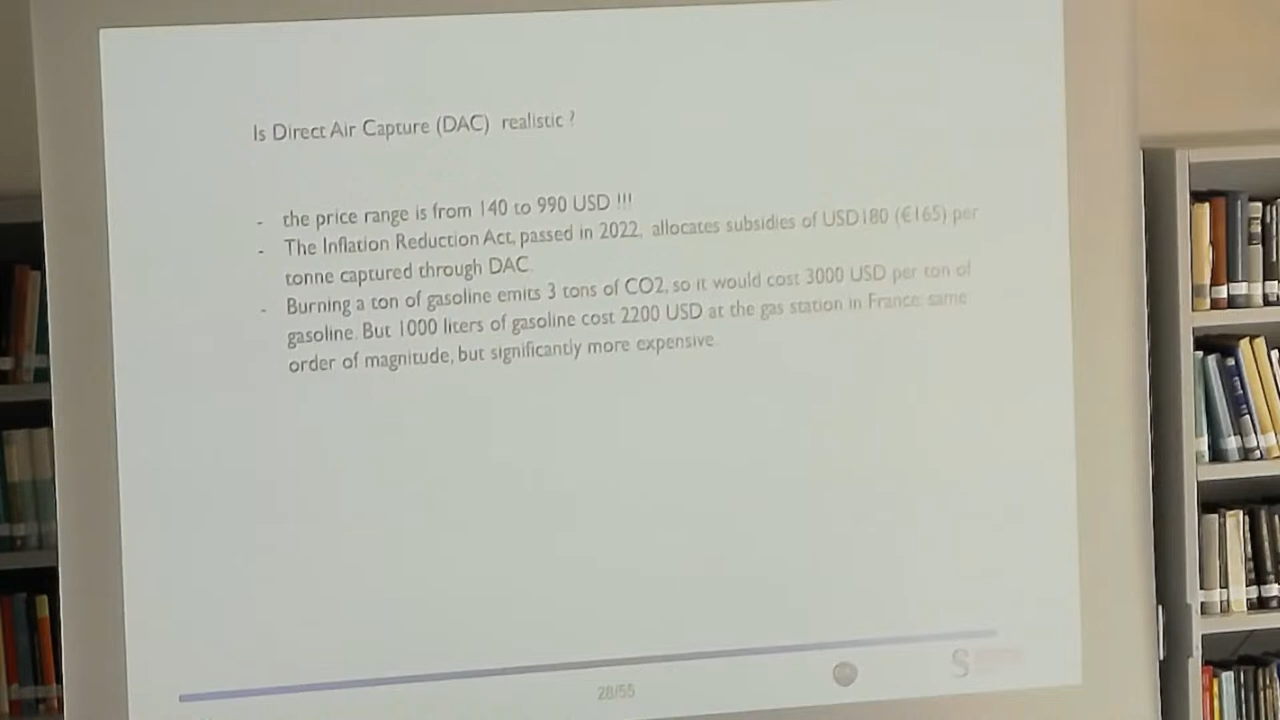 Is Direct Air Capture (DAC) realistic ?
- the price range is from 140 to 990 USD !!!
- The Inflation Reduction Act, passed in 2022, allocates subsidies of USD180 (€165) per
tonne captured through DAC.
- Burning a ton of gasoline emits 3 tons of CO2, so it would cost 3000 USD per ton of
gasoline. But 1000 liters of gasoline cost 2200 USD at the gas station in France: same
order of magnitude, but significantly more expensive.
28/55
S